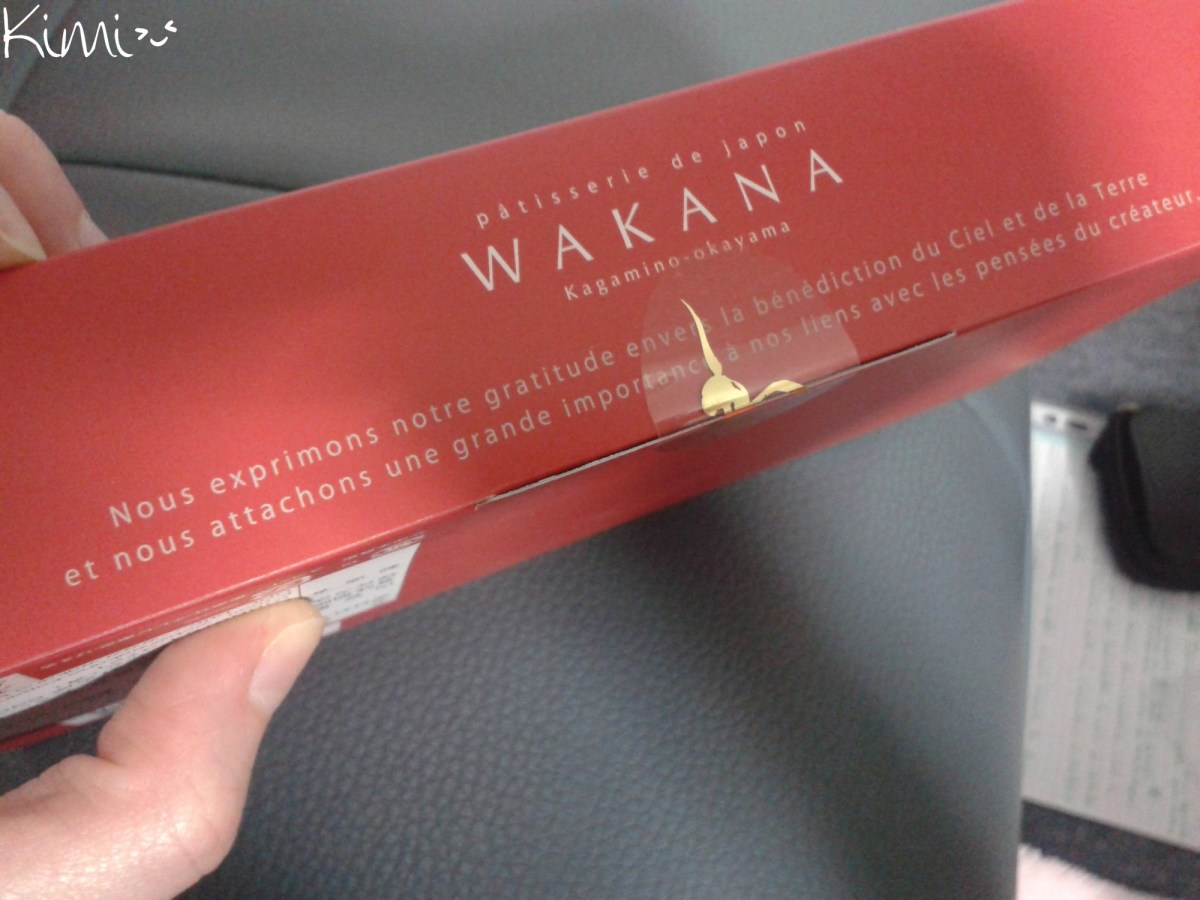 Kimi
pâtisserie de japon
WAKANA
Kagamino-okayama
Nous exprimons notre gratitude envers la bénédiction du Ciel et de la Terre
et nous attachons une grande importance à nos liens avec les pensées du créateur.